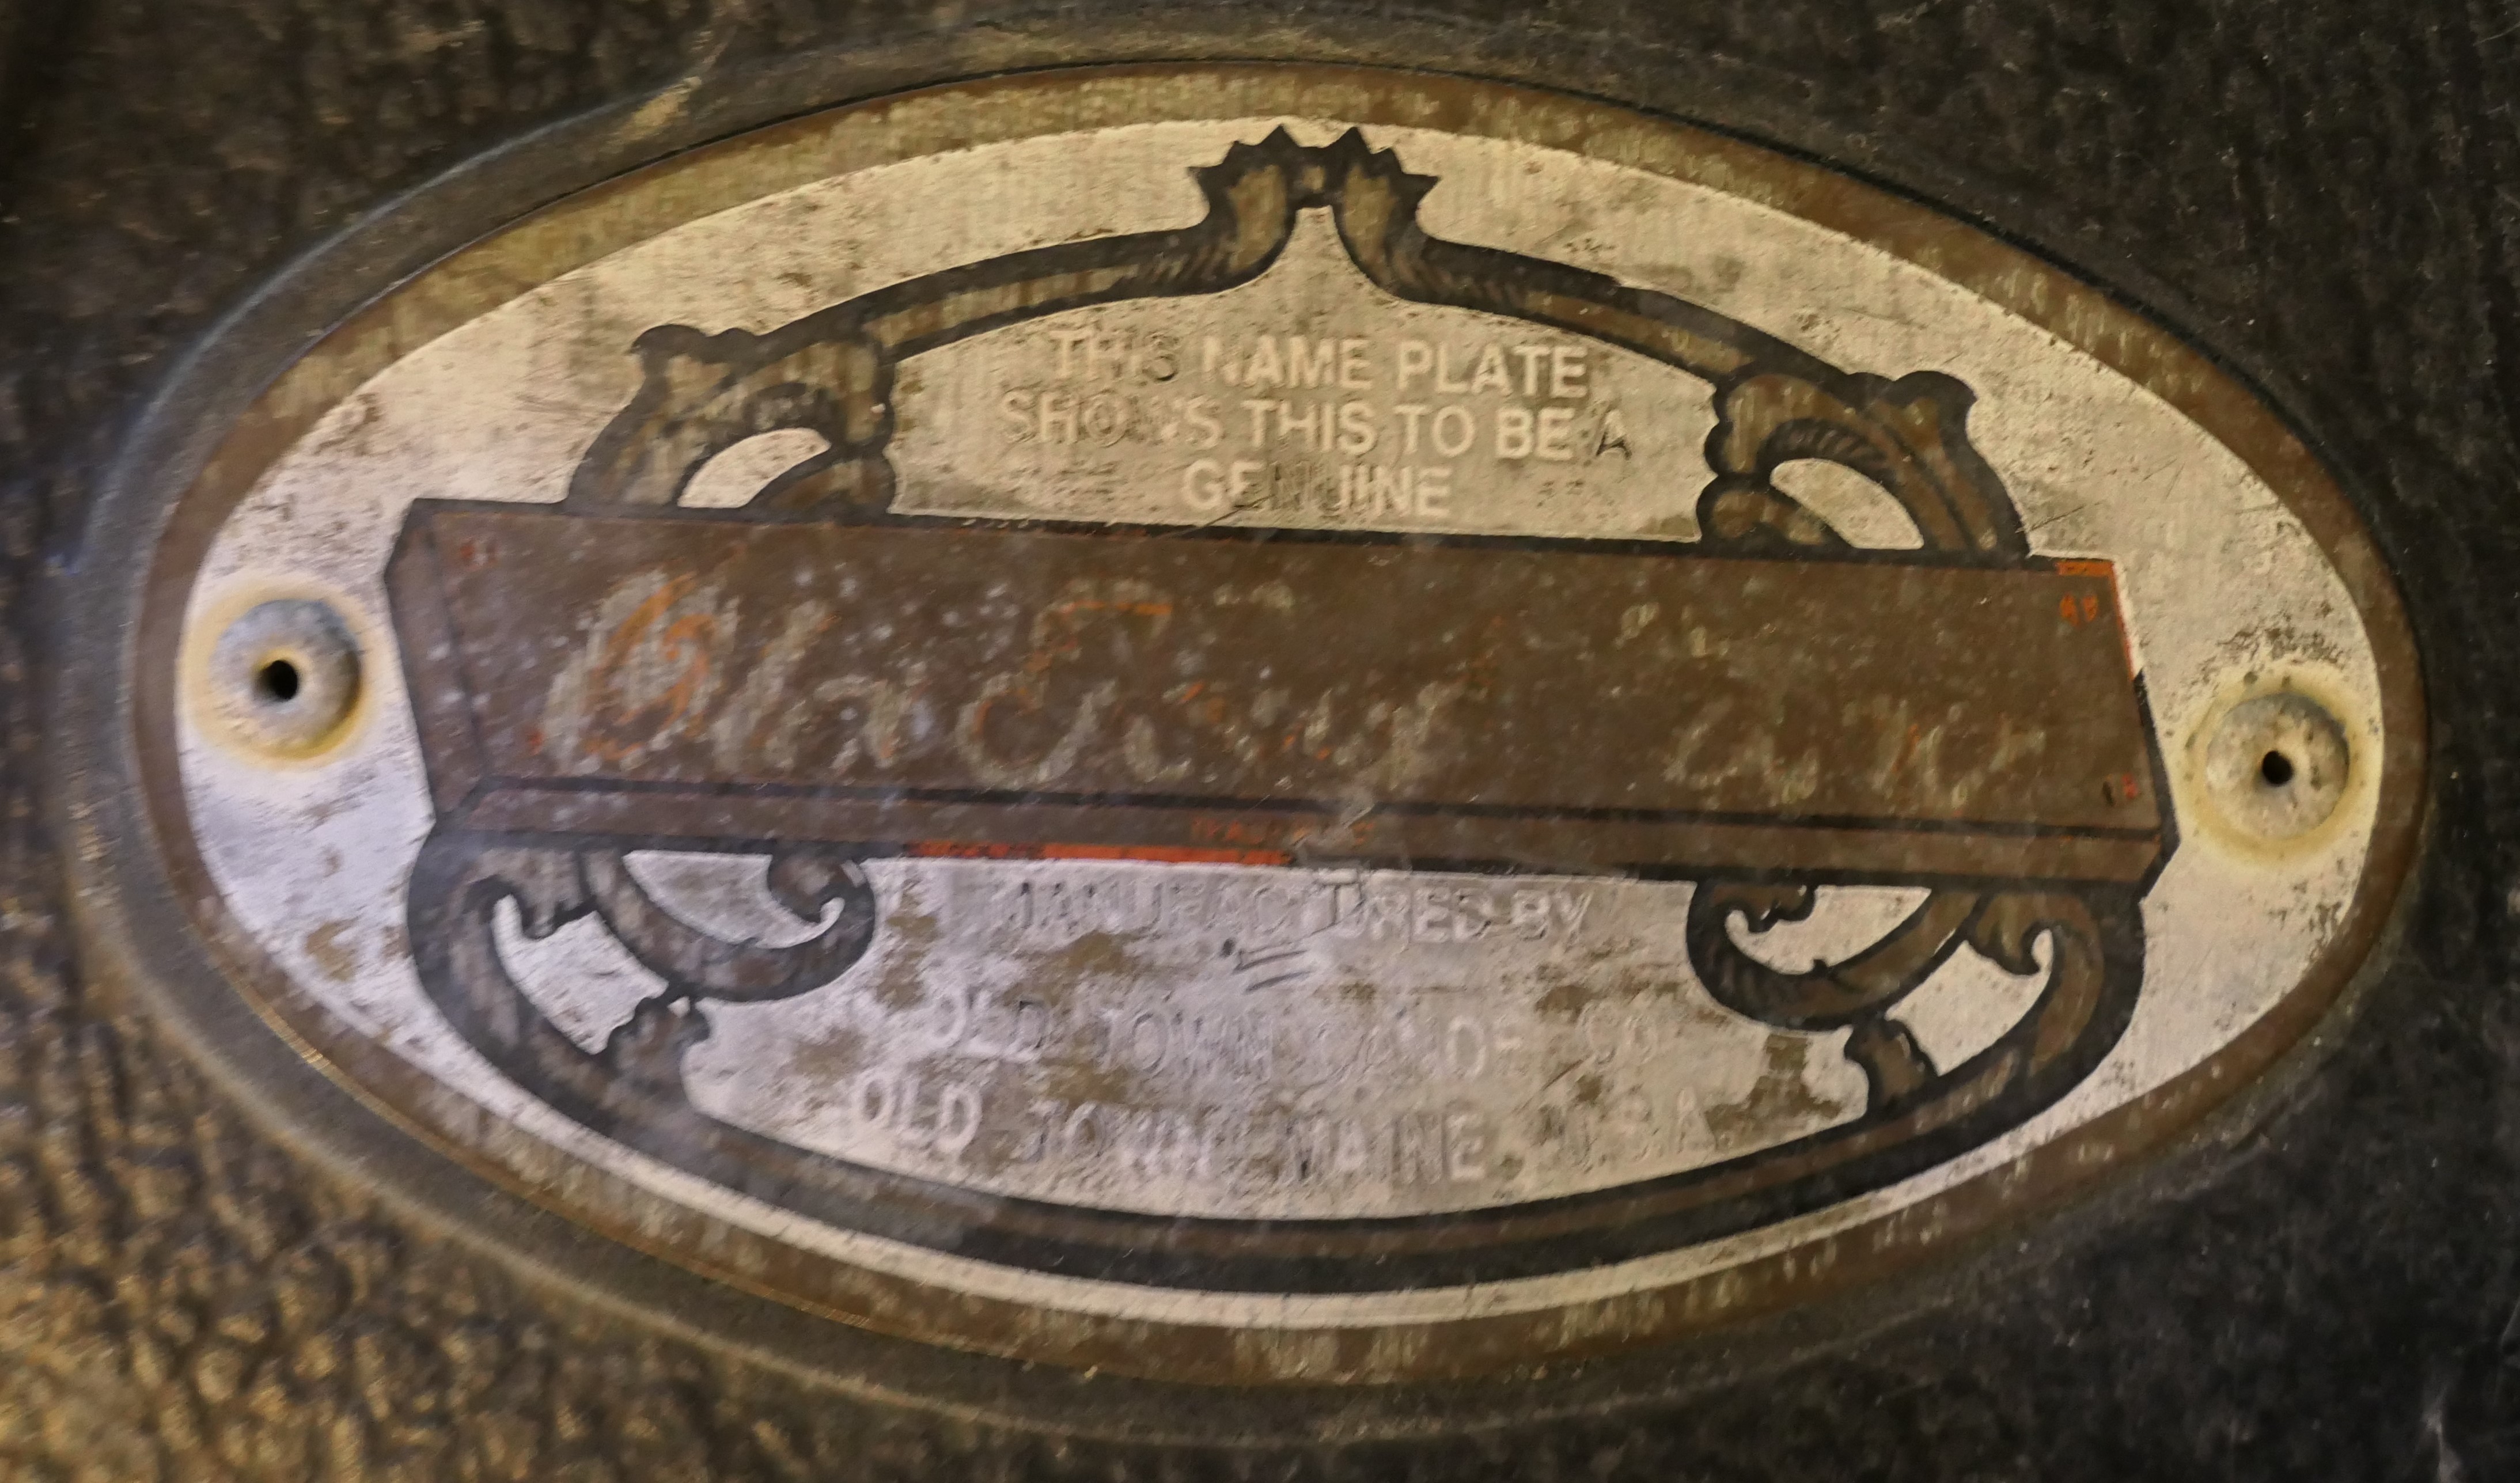 THIS NAME PLATE
SHOWS THIS TO BE A
GENUINE
MANUFACTURED BY
OLD TOWN CANOE CO
OLD TOWN, MAINE, U.S.A.